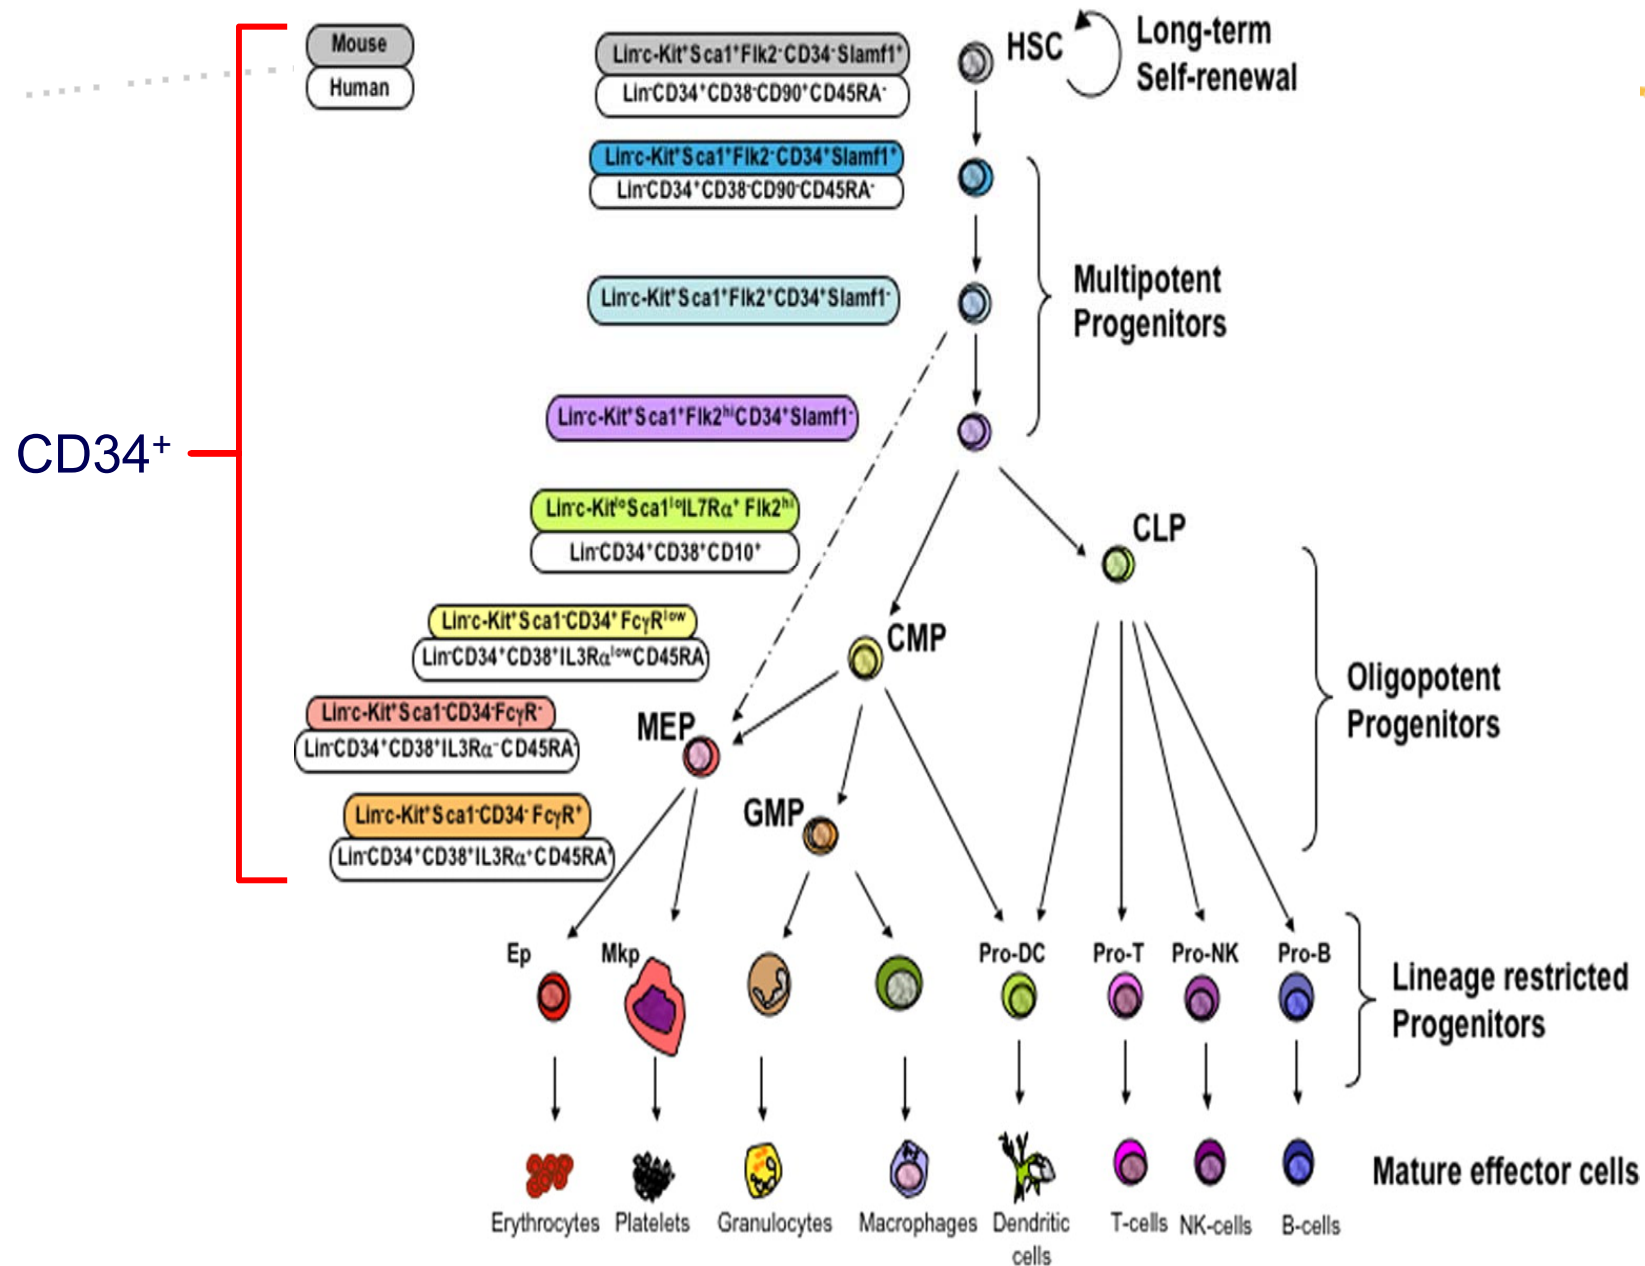 Mouse
Human
Lin⁻c-Kit⁺Sca1⁺Flk2⁻CD34⁻Slamf1⁺
Lin⁻CD34⁺CD38⁻CD90⁺CD45RA⁻
HSC
Long-term
Self-renewal
Lin⁻c-Kit⁺Sca1⁺Flk2⁻CD34⁺Slamf1⁺
Lin⁻CD34⁺CD38⁻CD90⁻CD45RA⁻
Lin⁻c-Kit⁺Sca1⁺Flk2⁺CD34⁺Slamf1⁻
Multipotent
Progenitors
Lin⁻c-Kit⁺Sca1⁺Flk2ʰⁱCD34⁺Slamf1⁻
CD34⁺
Lin⁻c-KitˡᵒSca1ˡᵒIL7Rα⁺ Flk2ʰⁱ
Lin⁻CD34⁺CD38⁺CD10⁺
CLP
Lin⁻c-Kit⁺Sca1⁻CD34⁺FcγRˡᵒʷ
Lin⁻CD34⁺CD38⁺IL3RαˡᵒʷCD45RA⁻
CMP
Oligopotent
Progenitors
Lin⁻c-Kit⁺Sca1⁻CD34⁻FcγR⁻
Lin⁻CD34⁺CD38⁺IL3Rα⁻CD45RA⁻
MEP
Lin⁻c-Kit⁺Sca1⁻CD34⁻FcγR⁺
Lin⁻CD34⁺CD38⁺IL3Rα⁺CD45RA⁺
GMP
Ep
Mkp
Pro-DC
Pro-T
Pro-NK
Pro-B
Lineage restricted
Progenitors
Mature effector cells
Erythrocytes
Platelets
Granulocytes
Macrophages
Dendritic
cells
T-cells
NK-cells
B-cells